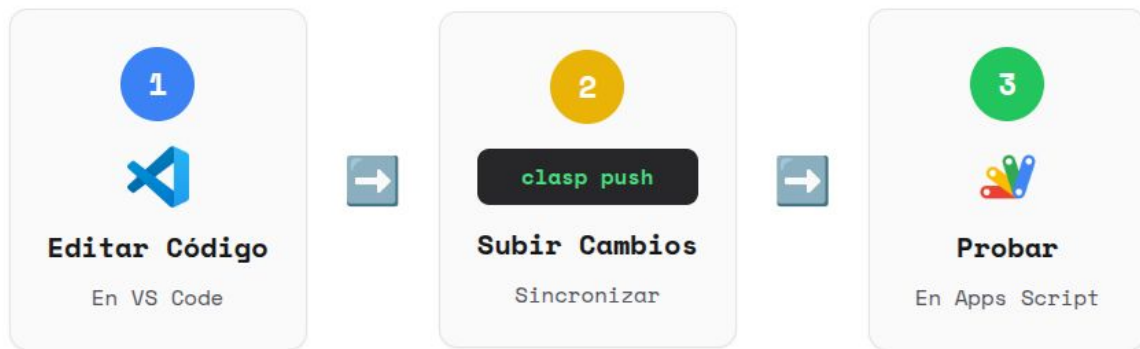 1
Editar Código
En VS Code
2
clasp push
Subir Cambios
Sincronizar
3
Probar
En Apps Script